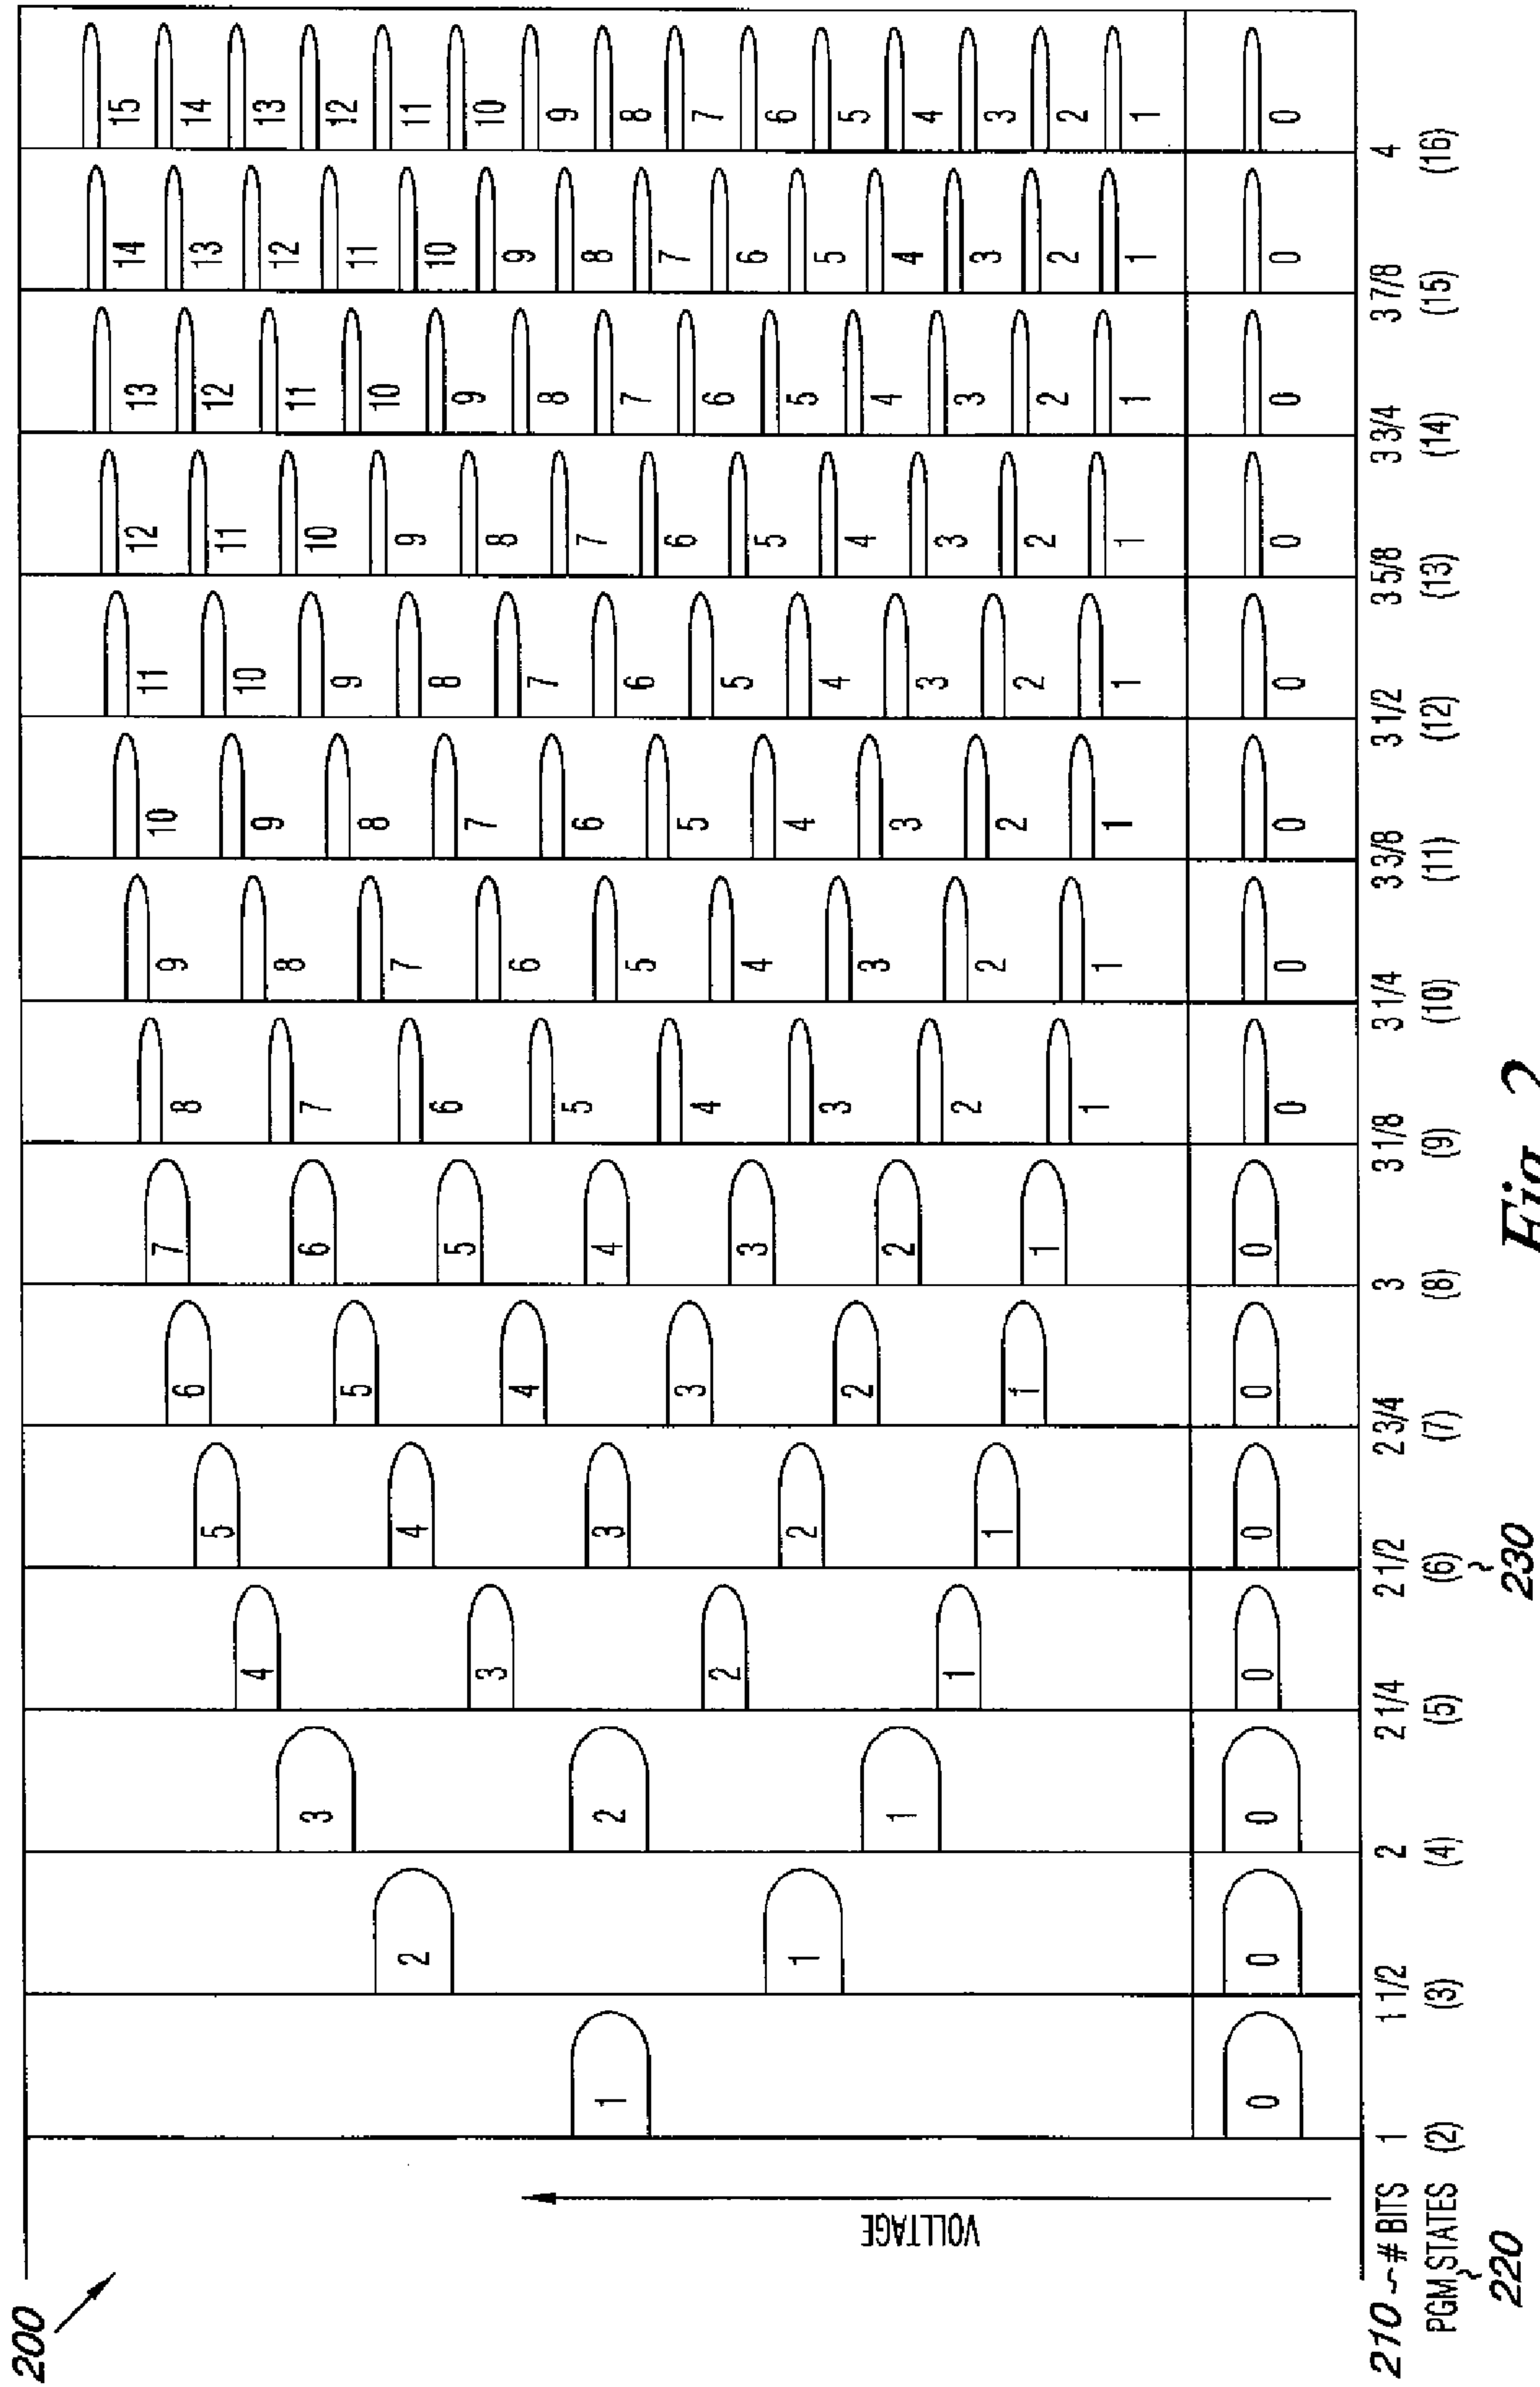 200
VOLLTAGE
1 0
2 1 0
3 2 1 0
4 3 2 1 0
5 4 3 2 1 0
6 5 4 3 2 1 0
7 6 5 4 3 2 1 0
8 7 6 5 4 3 2 1 0
9 8 7 6 5 4 3 2 1 0
10 9 8 7 6 5 4 3 2 1 0
11 10 9 8 7 6 5 4 3 2 1 0
12 11 10 9 8 7 6 5 4 3 2 1 0
13 12 11 10 9 8 7 6 5 4 3 2 1 0
14 13 12 11 10 9 8 7 6 5 4 3 2 1 0
15 14 13 12 11 10 9 8 7 6 5 4 3 2 1 0
210 ~ # BITS 1 1 1/2 2 2 1/4 2 1/2 2 3/4 3 3 1/8 3 1/4 3 3/8 3 1/2 3 5/8 3 3/4 3 7/8 4
PGM STATES (2) (3) (4) (5) (6) (7) (8) (9) (10) (11) (12) (13) (14) (15) (16)
220 230
Fig. 2